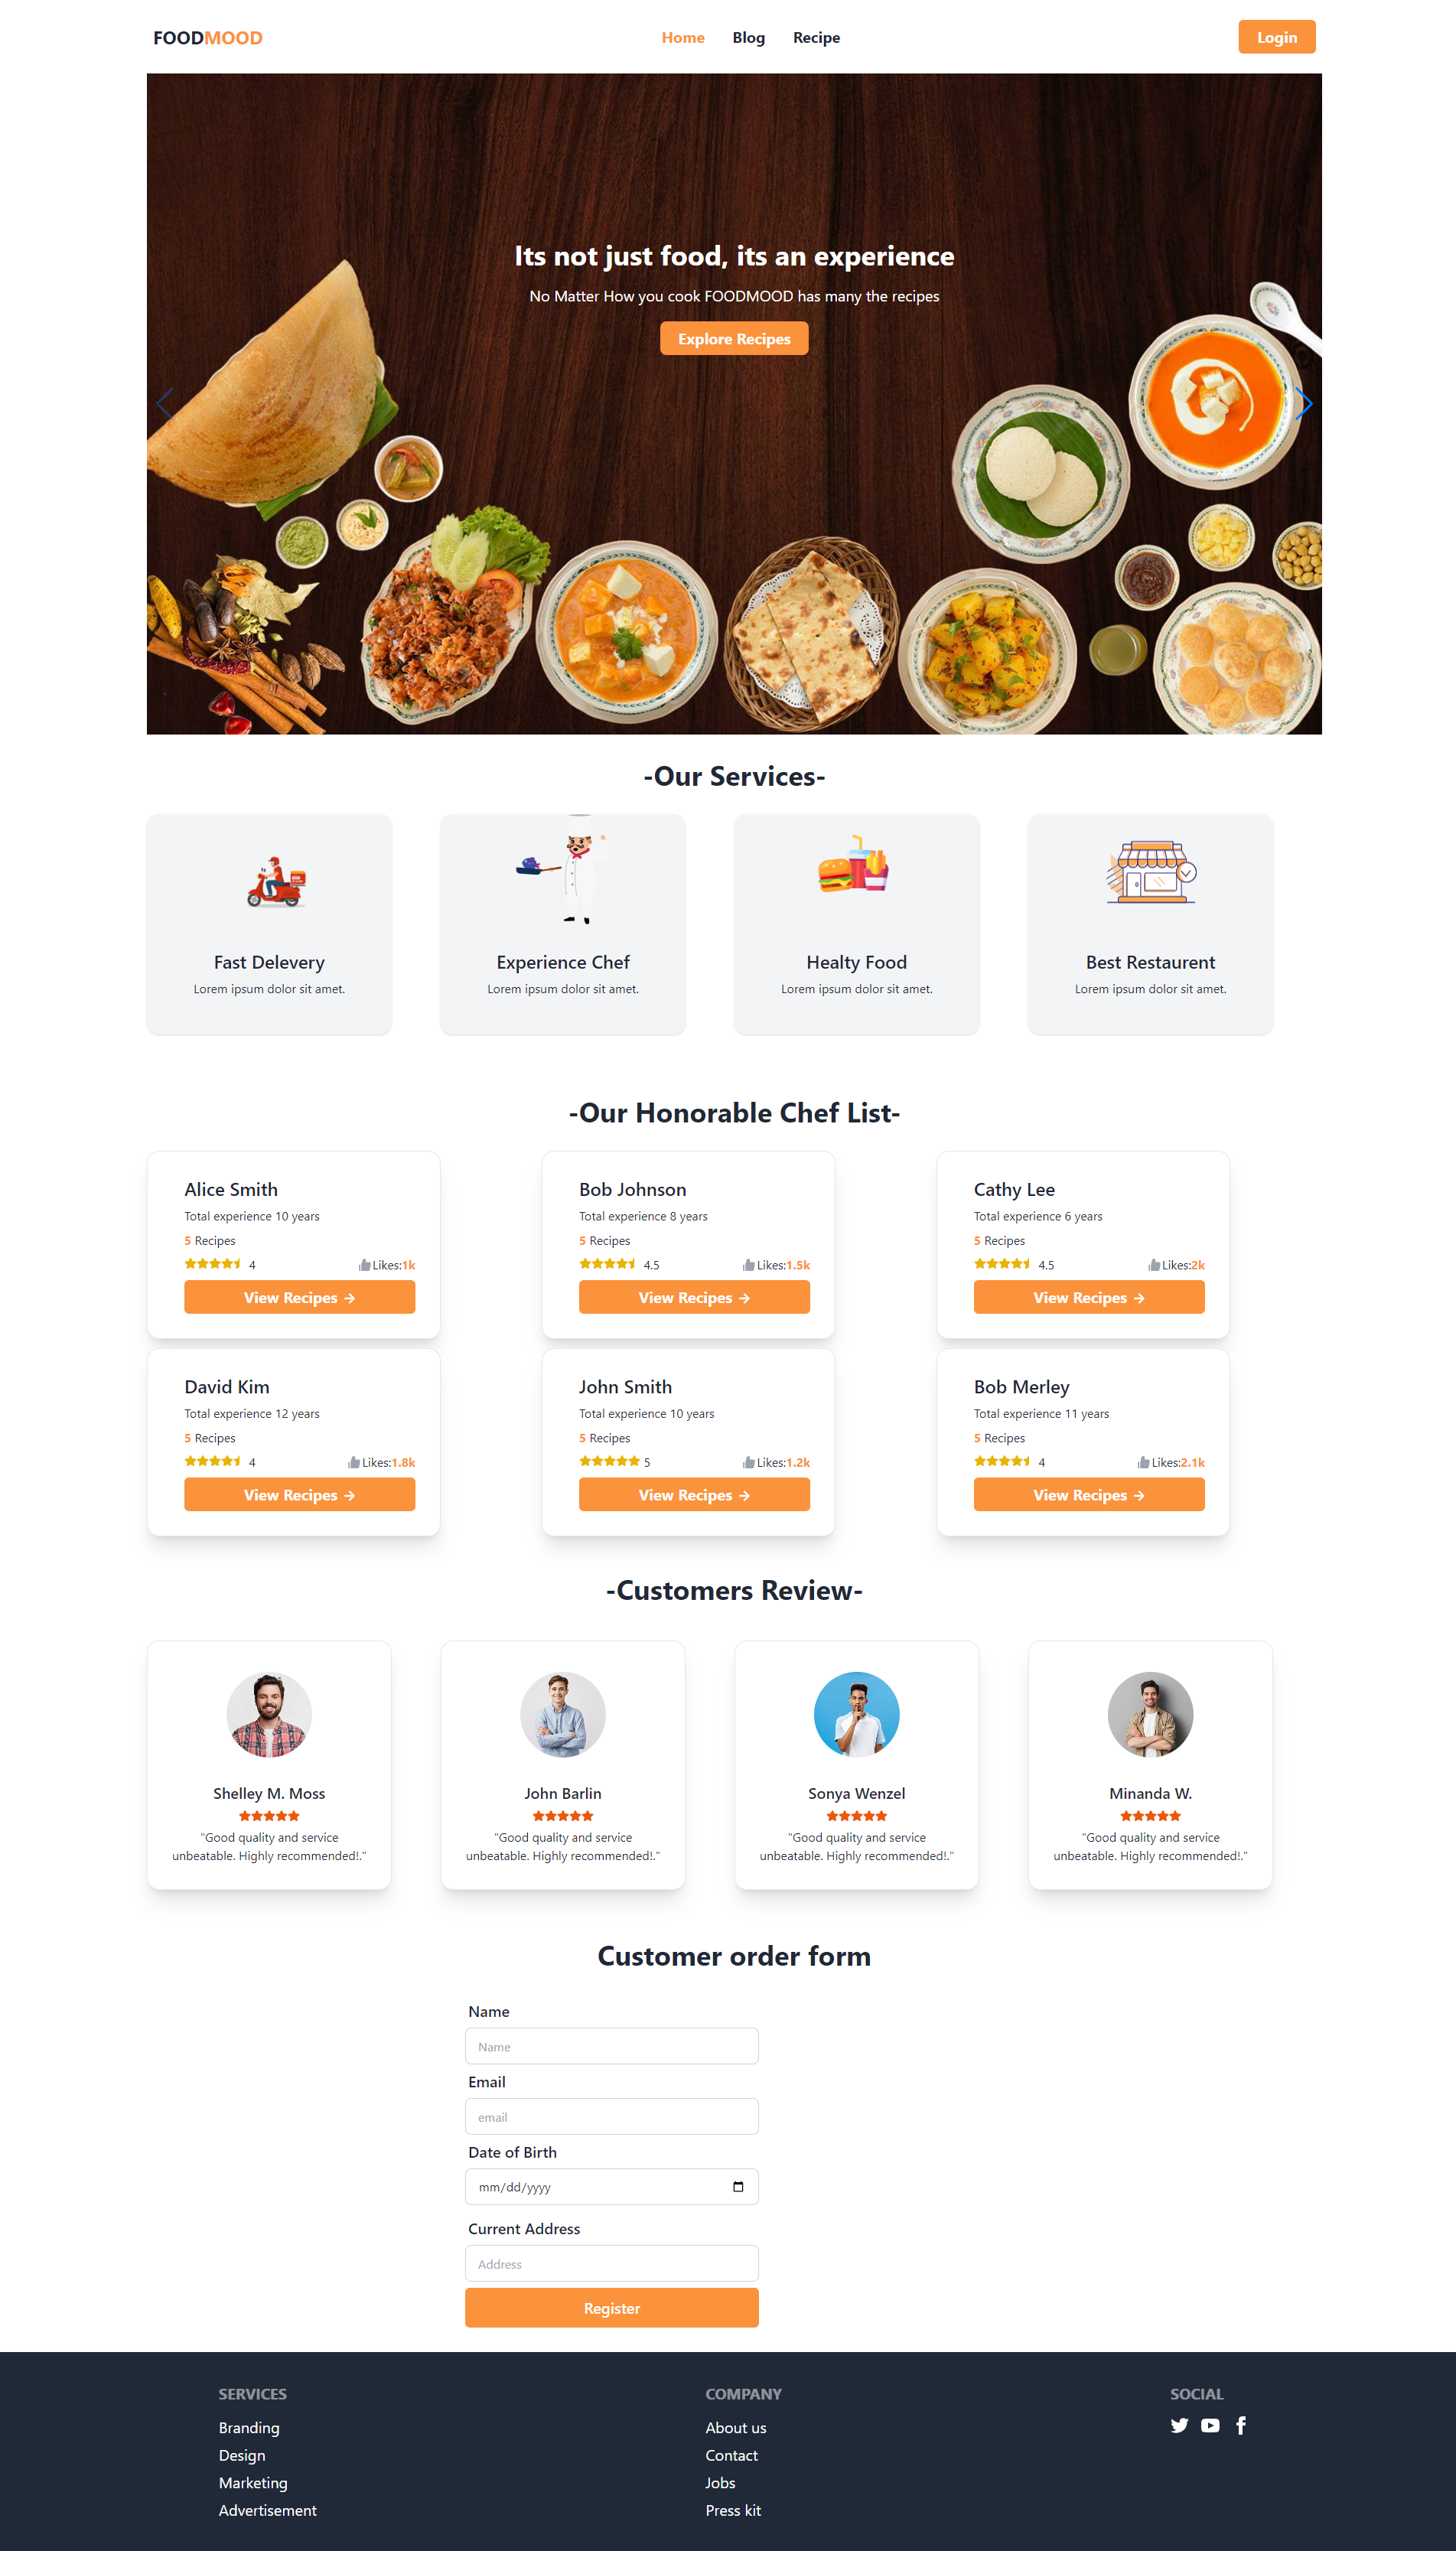 FOODMOOD
Home Blog Recipe
Login
Its not just food, its an experience
No Matter How you cook FOODMOOD has many the recipes
Explore Recipes
-Our Services-
Fast Delevery
Lorem ipsum dolor sit amet.
Experience Chef
Lorem ipsum dolor sit amet.
Healty Food
Lorem ipsum dolor sit amet.
Best Restaurent
Lorem ipsum dolor sit amet.
-Our Honorable Chef List-
Alice Smith
Total experience 10 years
5 Recipes
4 Likes:1k
View Recipes →
Bob Johnson
Total experience 8 years
5 Recipes
4.5 Likes:1.5k
View Recipes →
Cathy Lee
Total experience 6 years
5 Recipes
4.5 Likes:2k
View Recipes →
David Kim
Total experience 12 years
5 Recipes
4 Likes:1.8k
View Recipes →
John Smith
Total experience 10 years
5 Recipes
5 Likes:1.2k
View Recipes →
Bob Merley
Total experience 11 years
5 Recipes
4 Likes:2.1k
View Recipes →
-Customers Review-
Shelley M. Moss
"Good quality and service
unbeatable. Highly recommended!."
John Barlin
"Good quality and service
unbeatable. Highly recommended!."
Sonya Wenzel
"Good quality and service
unbeatable. Highly recommended!."
Minanda W.
"Good quality and service
unbeatable. Highly recommended!."
Customer order form
Name
Name
Email
email
Date of Birth
mm/dd/yyyy
Current Address
Address
Register
SERVICES
Branding
Design
Marketing
Advertisement
COMPANY
About us
Contact
Jobs
Press kit
SOCIAL